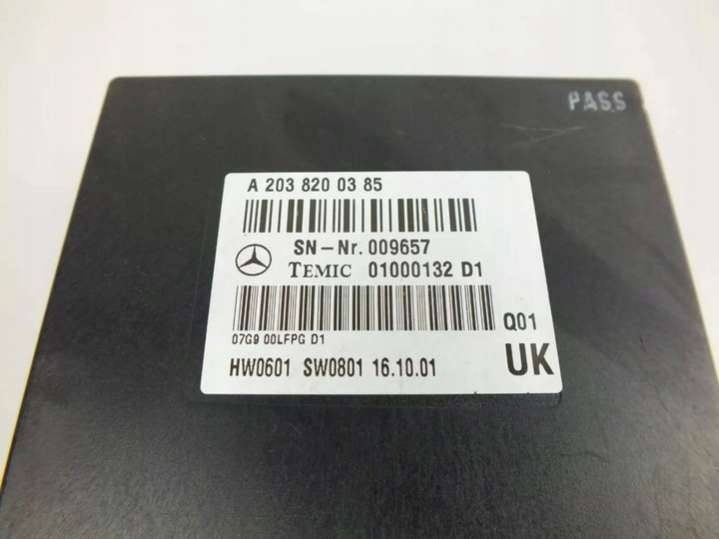 PASS
A 203 820 03 85
SN-Nr. 009657
TEMIC 01000132 D1
Q01
07G9 00LFPG D1
HW0601 SW0801 16.10.01
UK